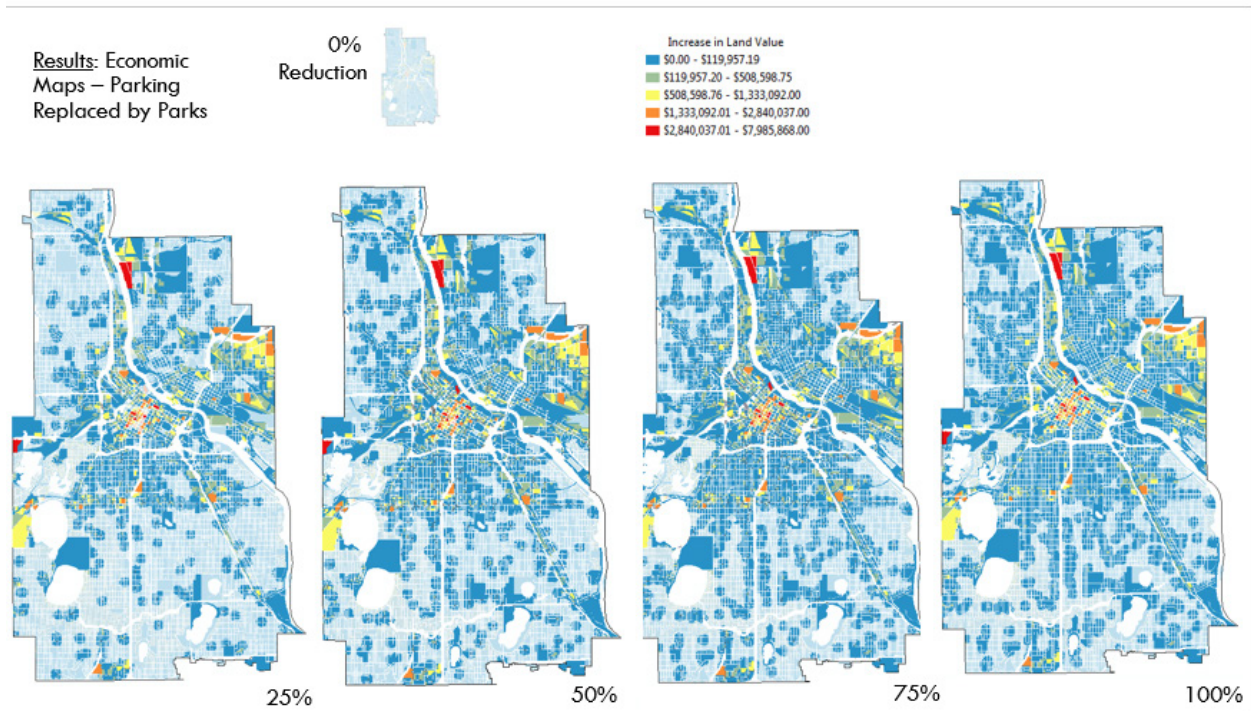 Results: Economic
Maps – Parking
Replaced by Parks
0%
Reduction
Increase in Land Value
$0.00 - $119,957.19
$119,957.20 - $508,598.75
$508,598.76 - $1,333,092.00
$1,333,092.01 - $2,840,037.00
$2,840,037.01 - $7,985,868.00
25%
50%
75%
100%